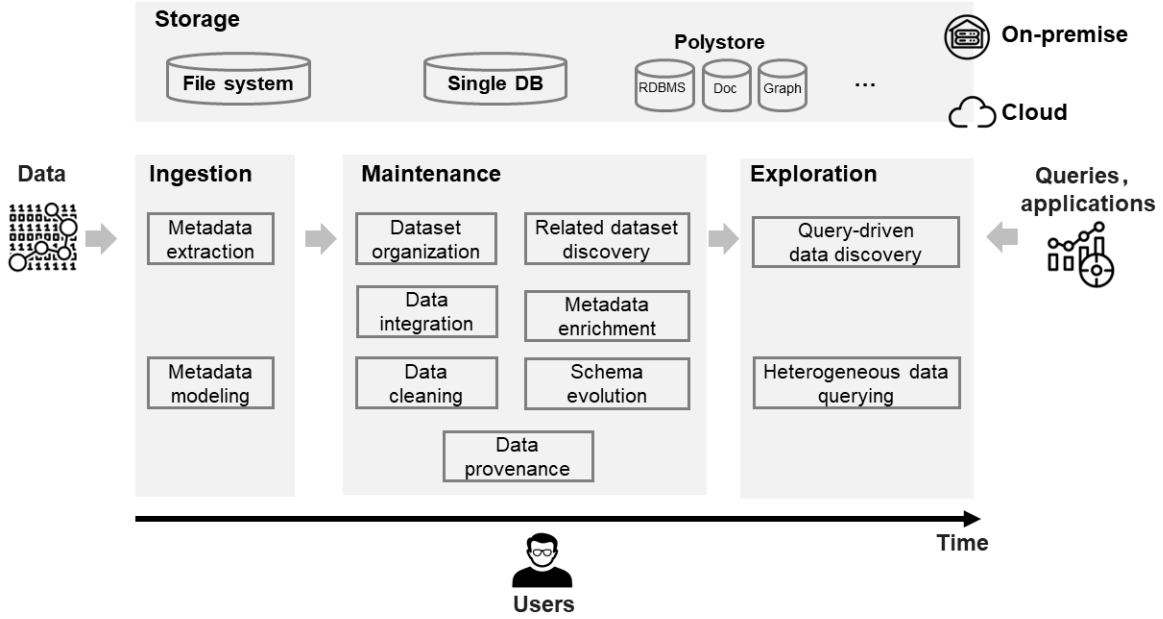 Storage
File system
Single DB
Polystore
RDBMS
Doc
Graph
...
On-premise
Cloud
Data
Ingestion
Metadata
extraction
Metadata
modeling
Maintenance
Dataset
organization
Related dataset
discovery
Data
integration
Metadata
enrichment
Data
cleaning
Schema
evolution
Data
provenance
Exploration
Query-driven
data discovery
Heterogeneous data
querying
Queries,
applications
Time
Users